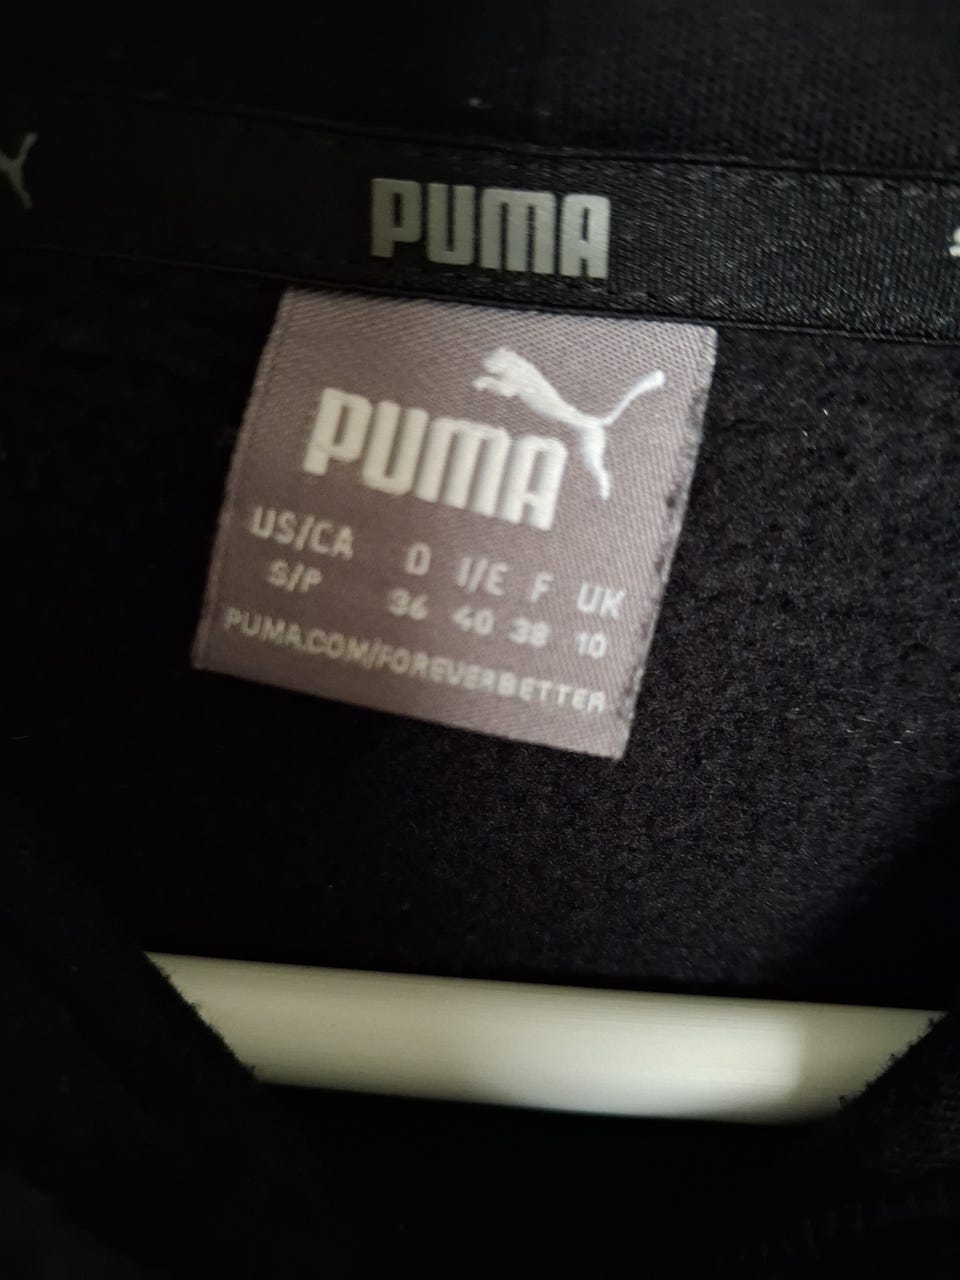 PUMA
PUMA
US/CA D I/E F UK
S/P 36 40 38 10
PUMA.COM/FOREVERBETTER